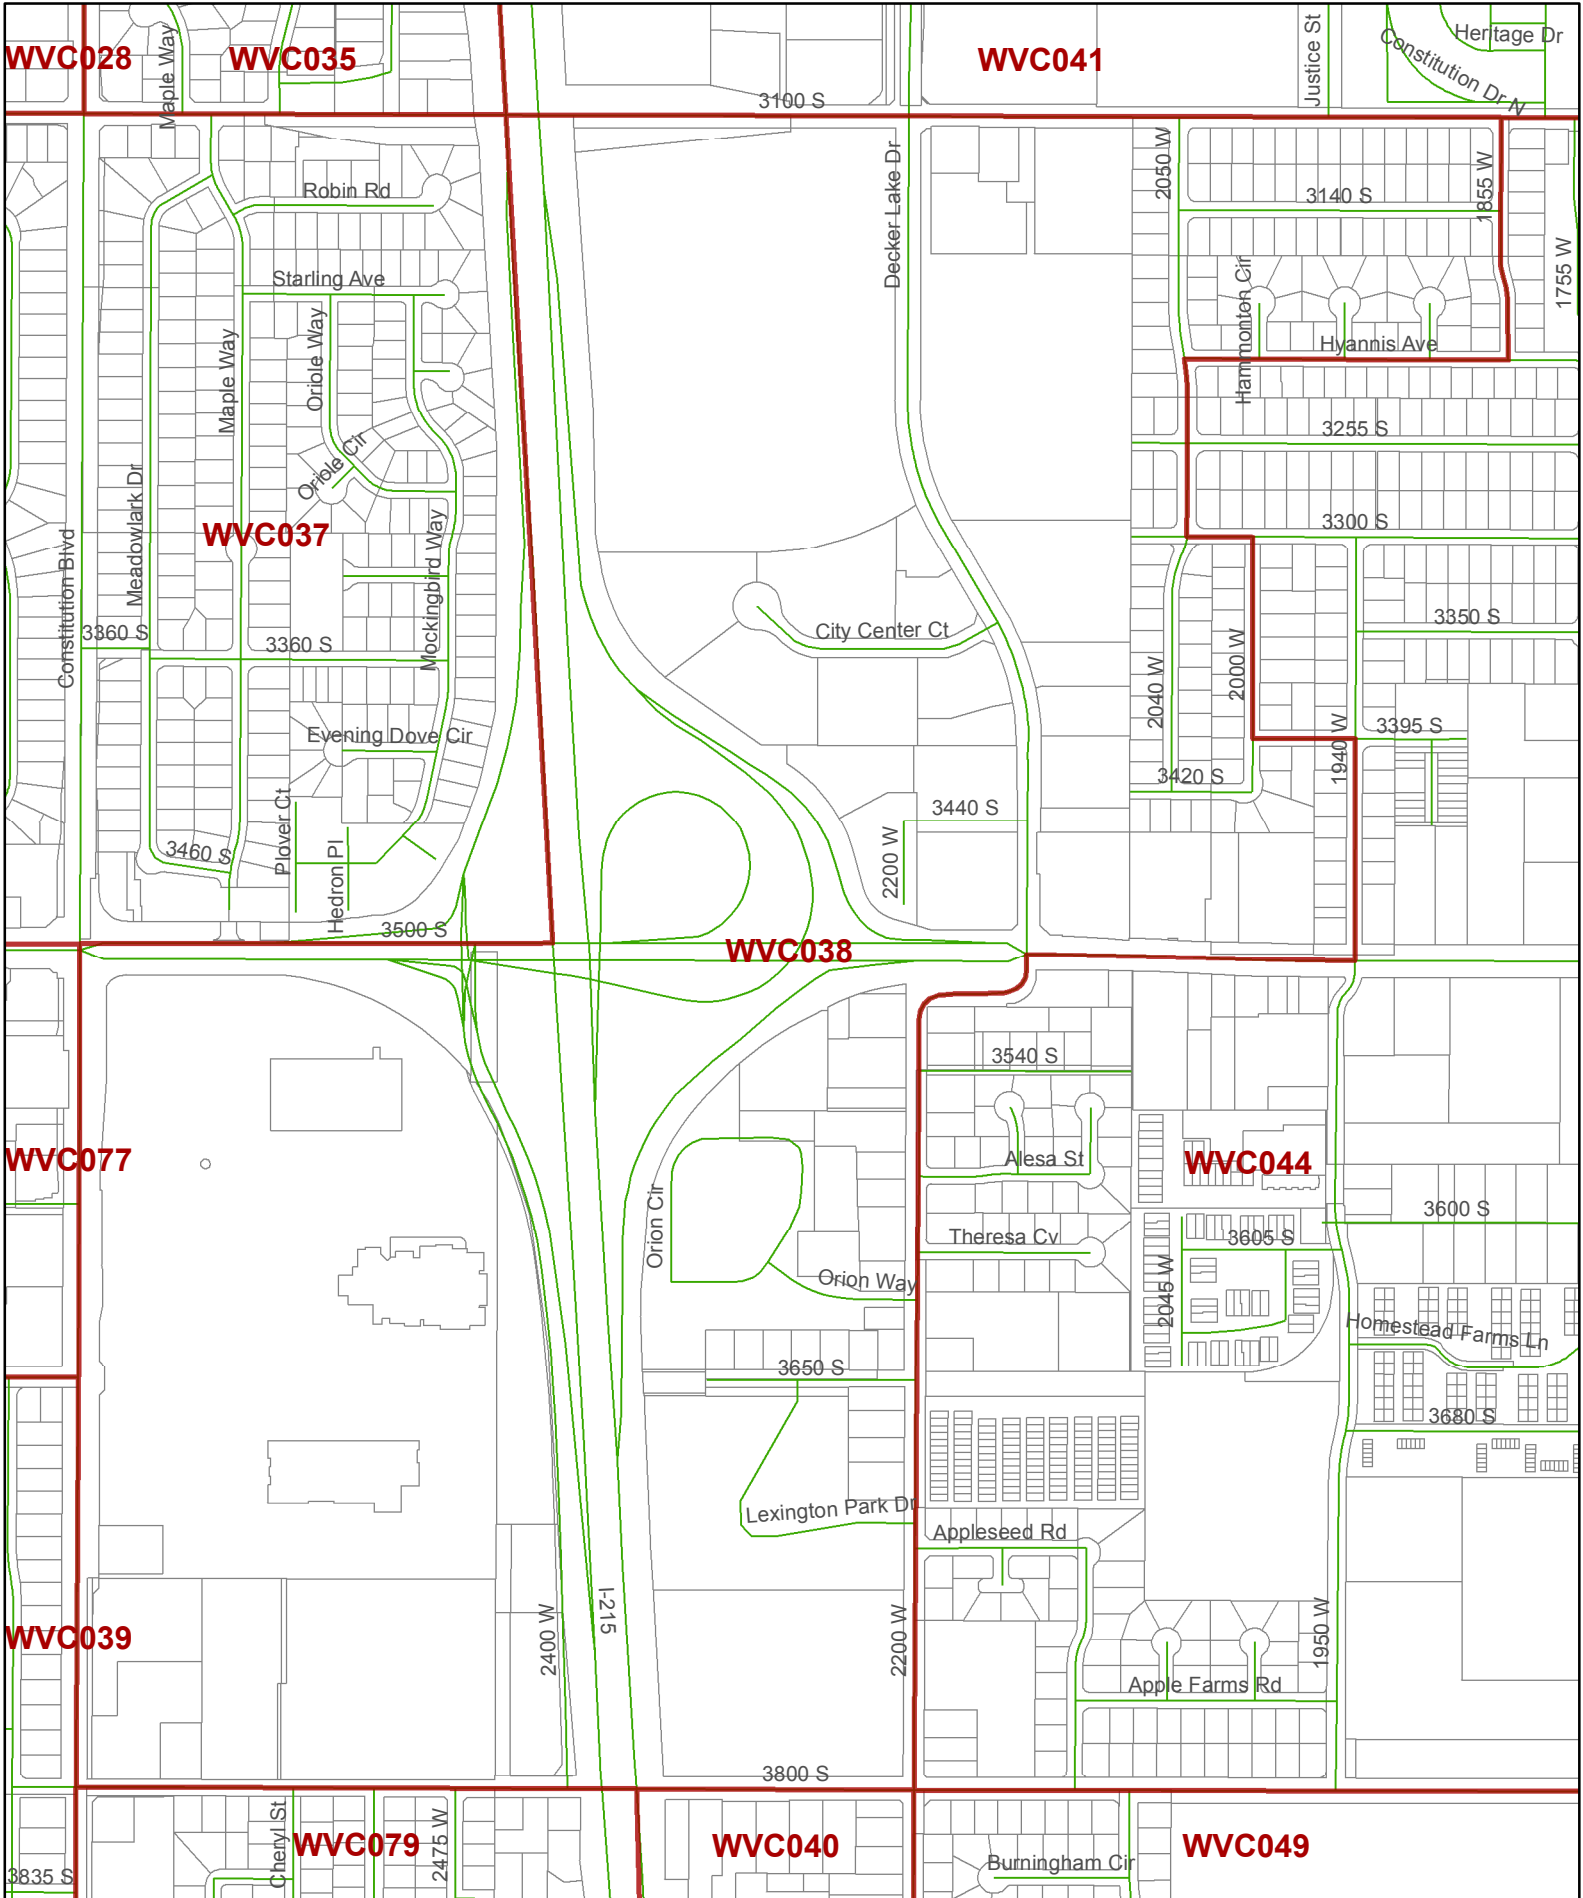 WVC028
Maple Way
WVC035
WVC041
Justice St
Heritage Dr
Constitution Dr N
3100 S
Robin Rd
Decker Lake Dr
2050 W
3140 S
1855 W
1755 W
Starling Ave
Oriole Way
Maple Way
Hammonton Cir
Hyannis Ave
Oriole Cir
3255 S
Meadowlark Dr
WVC037
Mockingbird Way
3300 S
Constitution Blvd
3360 S
3360 S
City Center Ct
3350 S
2040 W
2000 W
Evening Dove Cir
3395 S
1940 W
3420 S
3440 S
2200 W
Plover Ct
Hedron Pl
3460 S
3500 S
WVC038
3540 S
WVC077
Alesa St
WVC044
Orion Cir
3600 S
Theresa Cv
3605 S
Orion Way
2045 W
Homestead Farms Ln
3650 S
3680 S
Lexington Park Dr
Appleseed Rd
I-215
2400 W
2200 W
1950 W
WVC039
Apple Farms Rd
3800 S
Cheryl St
WVC079
2475 W
WVC040
WVC049
Burningham Cir
3835 S